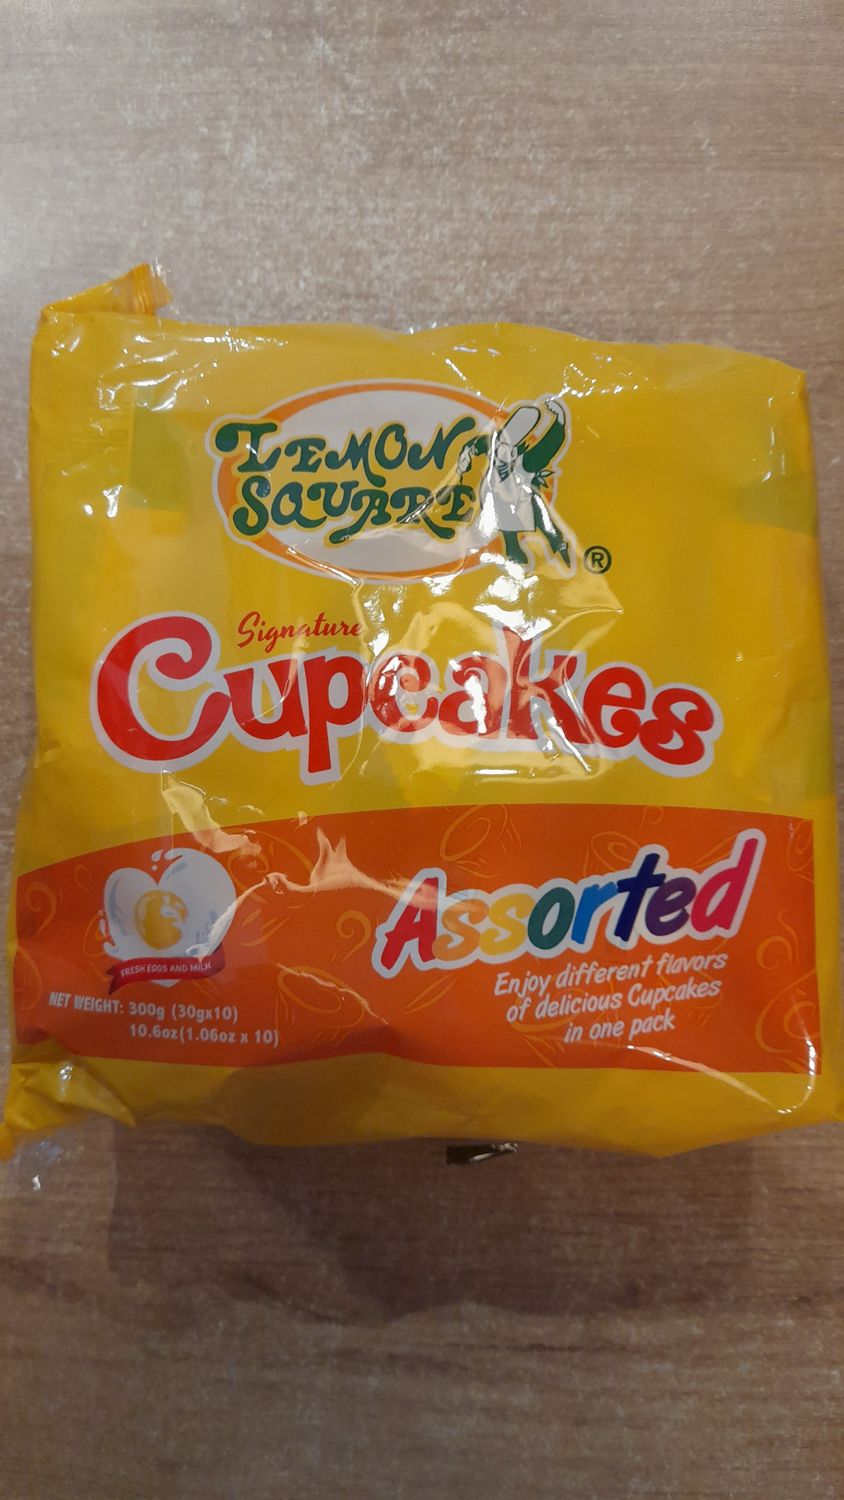 LEMON
SQUARE
®
Signature
Cupcakes
Assorted
Enjoy different flavors
of delicious Cupcakes
in one pack
FRESH EGGS AND MILK
NET WEIGHT: 300g (30gx10)
10.6oz(1.06oz x 10)